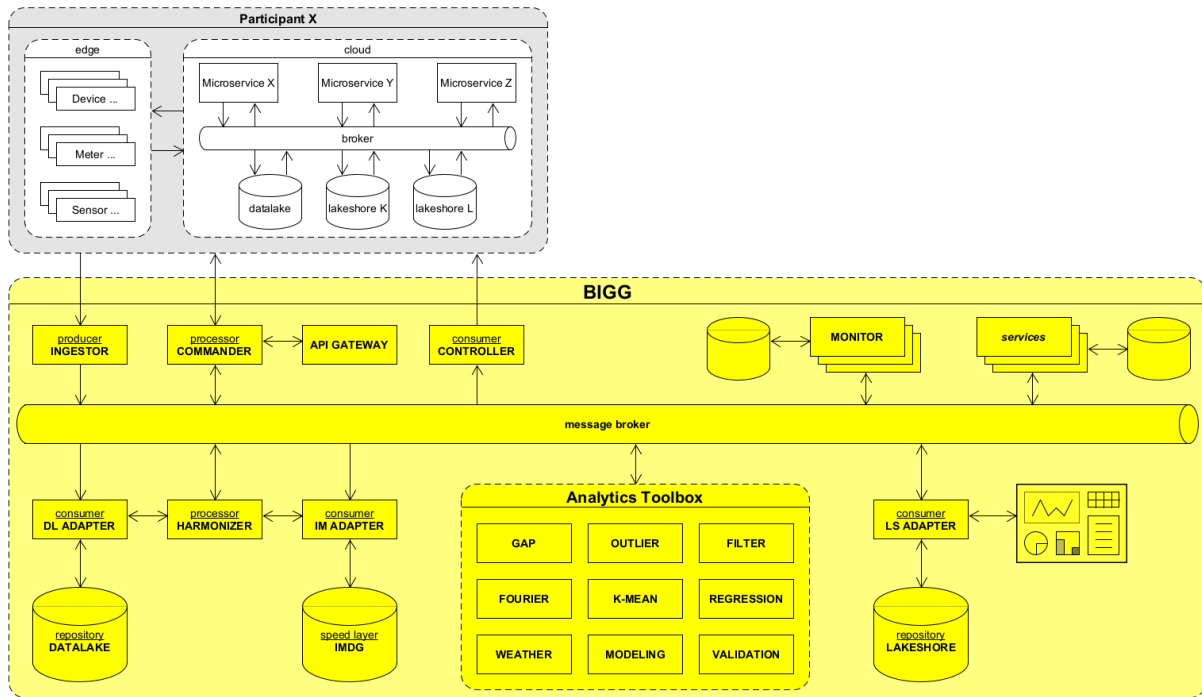 Participant X
edge
cloud
Device ...
Meter ...
Sensor ...
Microservice X
Microservice Y
Microservice Z
broker
datalake
lakeshore K
lakeshore L
BIGG
producer
INGESTOR
processor
COMMANDER
API GATEWAY
consumer
CONTROLLER
MONITOR
services
message broker
consumer
DL ADAPTER
processor
HARMONIZER
consumer
IM ADAPTER
Analytics Toolbox
GAP
OUTLIER
FILTER
FOURIER
K-MEAN
REGRESSION
WEATHER
MODELING
VALIDATION
consumer
LS ADAPTER
repository
DATALAKE
speed layer
IMDG
repository
LAKESHORE